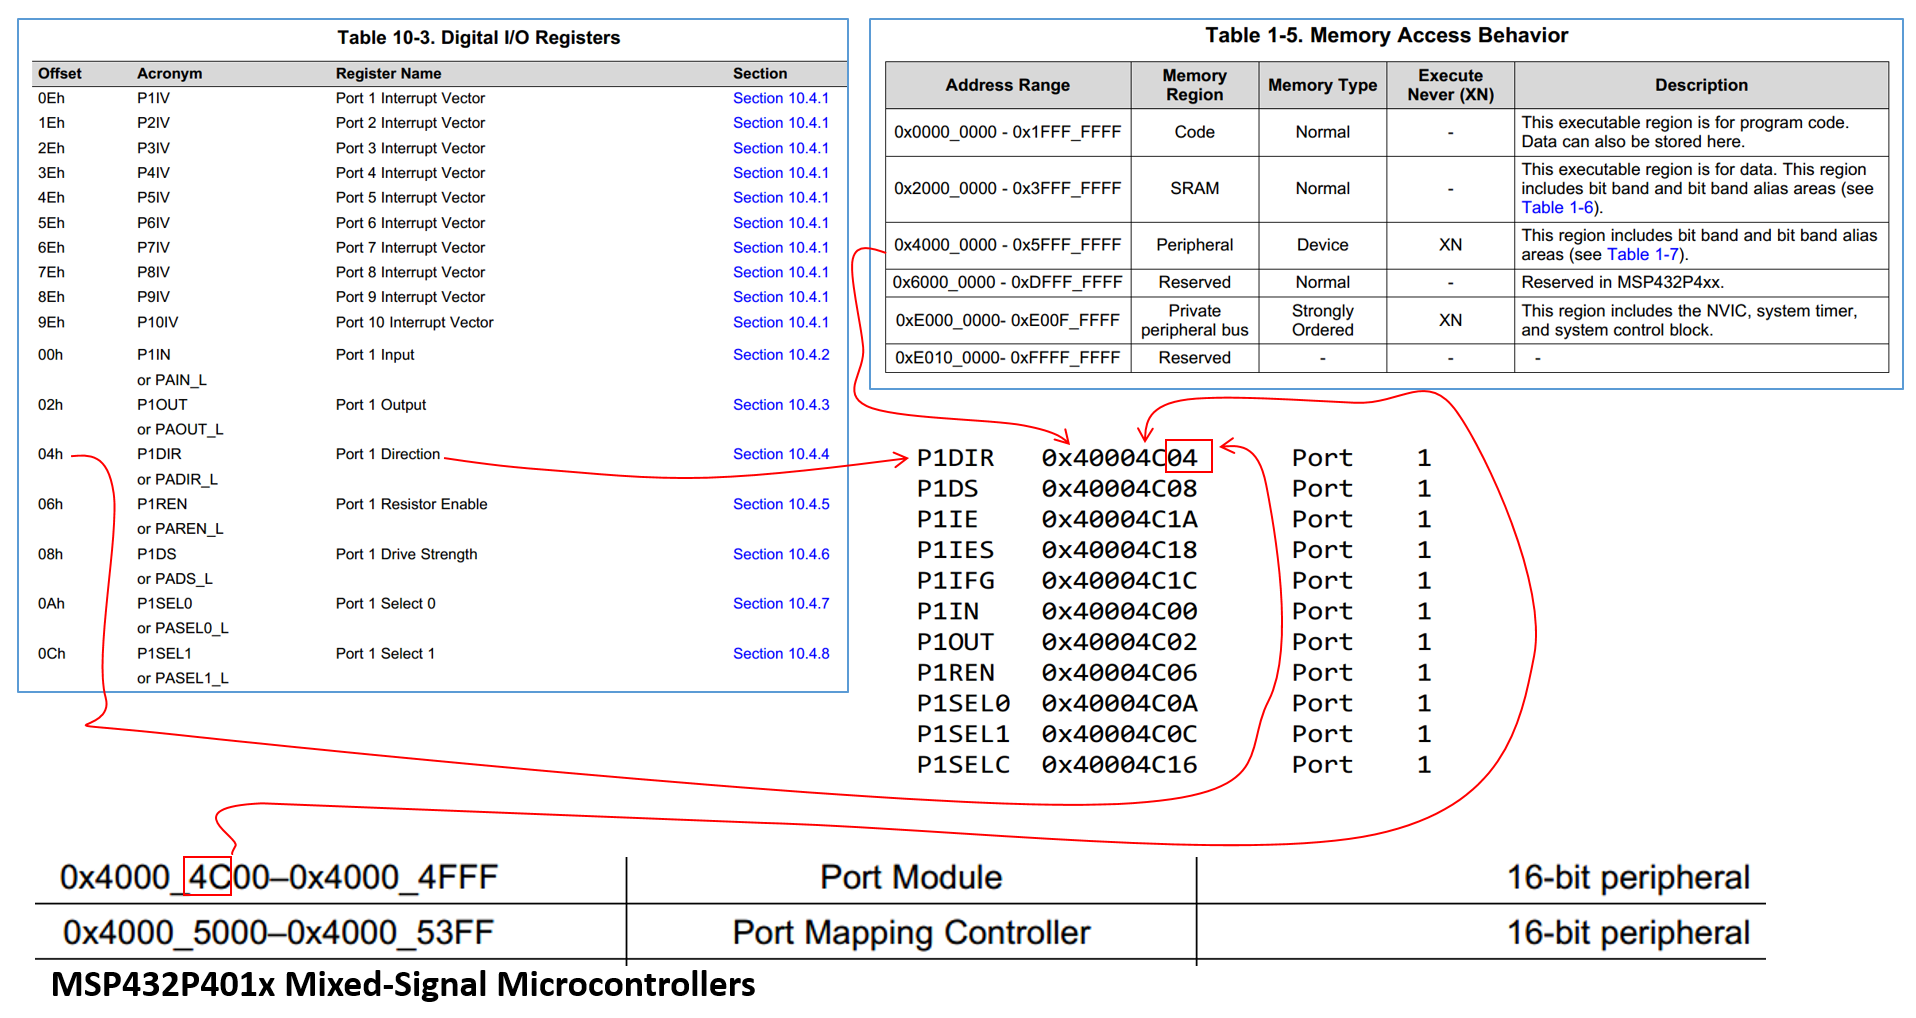 Table 10-3. Digital I/O Registers
Offset Acronym Register Name Section
0Eh P1IV Port 1 Interrupt Vector Section 10.4.1
1Eh P2IV Port 2 Interrupt Vector Section 10.4.1
2Eh P3IV Port 3 Interrupt Vector Section 10.4.1
3Eh P4IV Port 4 Interrupt Vector Section 10.4.1
4Eh P5IV Port 5 Interrupt Vector Section 10.4.1
5Eh P6IV Port 6 Interrupt Vector Section 10.4.1
6Eh P7IV Port 7 Interrupt Vector Section 10.4.1
7Eh P8IV Port 8 Interrupt Vector Section 10.4.1
8Eh P9IV Port 9 Interrupt Vector Section 10.4.1
9Eh P10IV Port 10 Interrupt Vector Section 10.4.1
00h P1IN Port 1 Input Section 10.4.2
or PAIN_L
02h P1OUT Port 1 Output Section 10.4.3
or PAOUT_L
04h P1DIR Port 1 Direction Section 10.4.4
or PADIR_L
06h P1REN Port 1 Resistor Enable Section 10.4.5
or PAREN_L
08h P1DS Port 1 Drive Strength Section 10.4.6
or PADS_L
0Ah P1SEL0 Port 1 Select 0 Section 10.4.7
or PASEL0_L
0Ch P1SEL1 Port 1 Select 1 Section 10.4.8
or PASEL1_L
Table 1-5. Memory Access Behavior
Address Range Memory Region Memory Type Execute Never (XN) Description
0x0000_0000 - 0x1FFF_FFFF Code Normal - This executable region is for program code.
Data can also be stored here.
0x2000_0000 - 0x3FFF_FFFF SRAM Normal - This executable region is for data. This region
includes bit band and bit band alias areas (see
Table 1-6).
0x4000_0000 - 0x5FFF_FFFF Peripheral Device XN This region includes bit band and bit band alias
areas (see Table 1-7).
0x6000_0000 - 0xDFFF_FFFF Reserved Normal - Reserved in MSP432P4xx.
0xE000_0000- 0xE00F_FFFF Private peripheral bus Strongly Ordered XN This region includes the NVIC, system timer,
and system control block.
0xE010_0000- 0xFFFF_FFFF Reserved - - -
P1DIR 0x40004C04 Port 1
P1DS 0x40004C08 Port 1
P1IE 0x40004C1A Port 1
P1IES 0x40004C18 Port 1
P1IFG 0x40004C1C Port 1
P1IN 0x40004C00 Port 1
P1OUT 0x40004C02 Port 1
P1REN 0x40004C06 Port 1
P1SEL0 0x40004C0A Port 1
P1SEL1 0x40004C0C Port 1
P1SELC 0x40004C16 Port 1
0x4000_4C00–0x4000_4FFF Port Module 16-bit peripheral
0x4000_5000–0x4000_53FF Port Mapping Controller 16-bit peripheral
MSP432P401x Mixed-Signal Microcontrollers